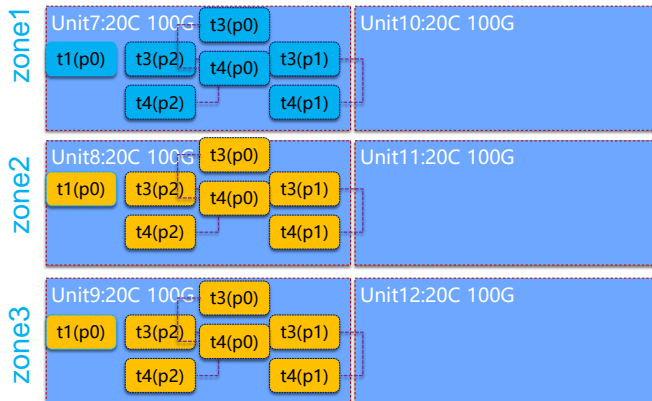 zone1
Unit7:20C 100G
t3(p0)
Unit10:20C 100G
t1(p0)
t3(p2)
t4(p0)
t3(p1)
t4(p2)
t4(p1)
zone2
Unit8:20C 100G
t3(p0)
Unit11:20C 100G
t1(p0)
t3(p2)
t4(p0)
t3(p1)
t4(p2)
t4(p1)
zone3
Unit9:20C 100G
t3(p0)
Unit12:20C 100G
t1(p0)
t3(p2)
t4(p0)
t3(p1)
t4(p2)
t4(p1)